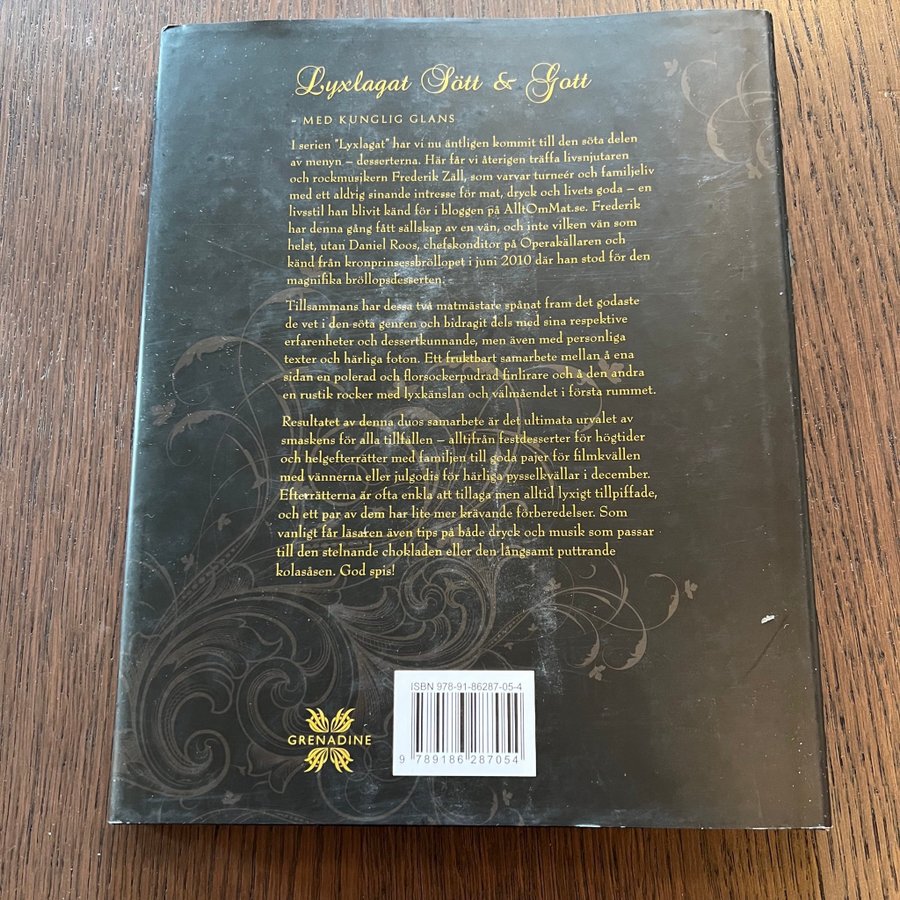 Lyxlagat Sött & Gott
- MED KUNGLIG GLANS
I serien "Lyxlagat" har vi nu äntligen kommit till den söta delen
av menyn – desserterna. Här får vi återigen träffa livsnjutaren
och rockmusikern Frederik Zäll, som varvar turneér och familjeliv
med ett aldrig sinande intresse för mat, dryck och livets goda – en
livsstil han blivit känd för i bloggen på AlltOmMat.se. Frederik
har denna gång fått sällskap av en vän, och inte vilken vän som
helst, utan Daniel Roos, chefskonditor på Operakällaren och
känd från kronprinsessbröllopet i juni 2010 där han stod för den
magnifika bröllopsdesserten.
Tillsammans har dessa två matmästare spånat fram det godaste
de vet i den söta genren och bidragit dels med sina respektive
erfarenheter och dessertkunnande, men även med personliga
texter och härliga foton. Ett fruktbart samarbete mellan å ena
sidan en polerad och florsockerpudrad finlirare och å den andra
en rustik rocker med lyxkänslan och välmåendet i första rummet.
Resultatet av denna duos samarbete är det ultimata urvalet av
smaskens för alla tillfällen – alltifrån festdesserter för högtider
och helgefterrätter med familjen till goda pajer för filmkvällen
med vännerna eller julgodis för härliga pysselkvällar i december.
Efterrätterna är ofta enkla att tillaga men alltid lyxigt tillpiffade,
och ett par av dem har lite mer krävande förberedelser. Som
vanligt får läsaren även tips på både dryck och musik som passar
till den stelnande chokladen eller den långsamt puttrande
kolasåsen. God spis!
ISBN 978-91-86287-05-4
9 789186 287054
GRENADINE